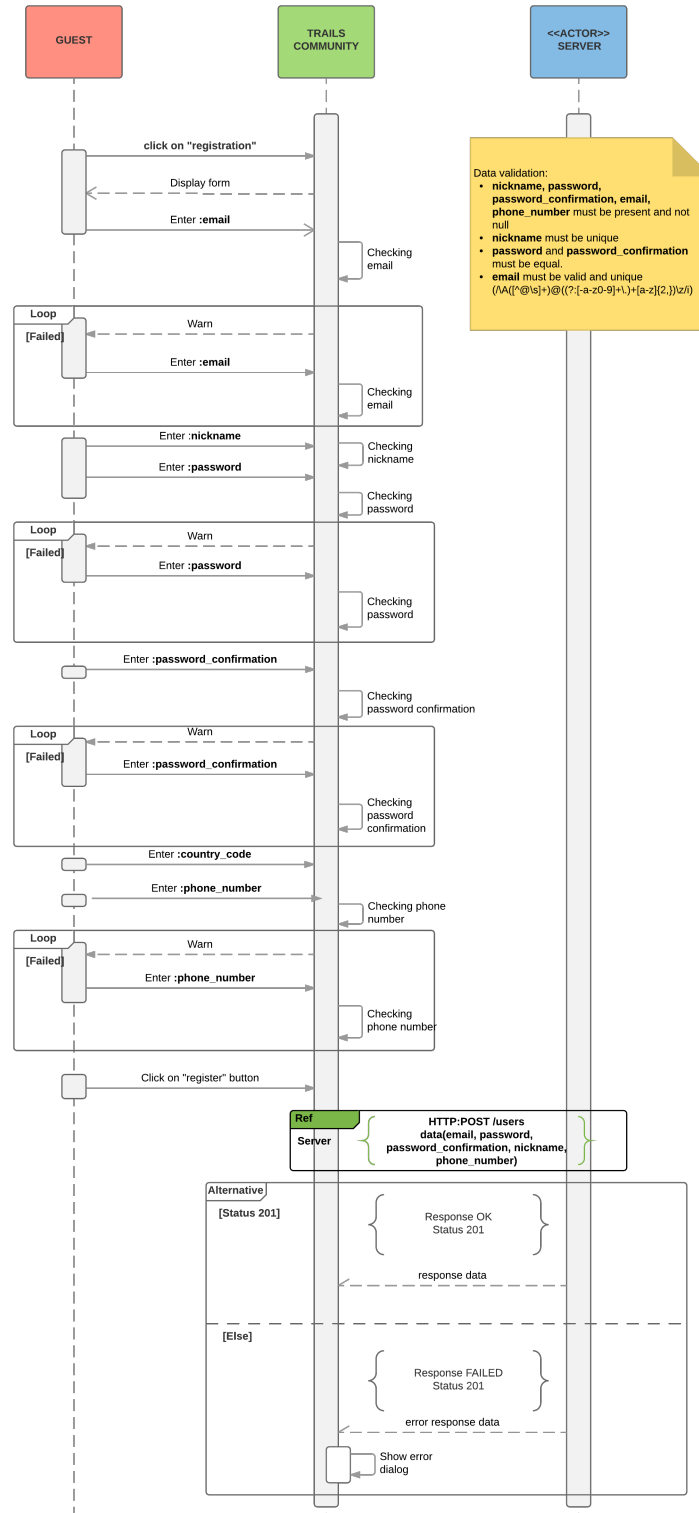 GUEST
TRAILS
COMMUNITY
<<ACTOR>>
SERVER
click on "registration"
Display form
Enter :email
Checking
email
Data validation:
• nickname, password,
password_confirmation, email,
phone_number must be present and not
null
• nickname must be unique
• password and password_confirmation
must be equal.
• email must be valid and unique
(/\A([^@\s]+)@((?:[-a-z0-9]+\.)+[a-z]{2,})\z/i)
Loop
[Failed]
Warn
Enter :email
Checking
email
Enter :nickname
Checking
nickname
Enter :password
Checking
password
Loop
[Failed]
Warn
Enter :password
Checking
password
Enter :password_confirmation
Checking
password confirmation
Loop
[Failed]
Warn
Enter :password_confirmation
Checking
password
confirmation
Enter :country_code
Enter :phone_number
Checking phone
number
Loop
[Failed]
Warn
Enter :phone_number
Checking
phone number
Click on "register" button
Ref
Server
HTTP:POST /users
data(email, password,
password_confirmation, nickname,
phone_number)
Alternative
[Status 201]
Response OK
Status 201
response data
[Else]
Response FAILED
Status 201
error response data
Show error
dialog